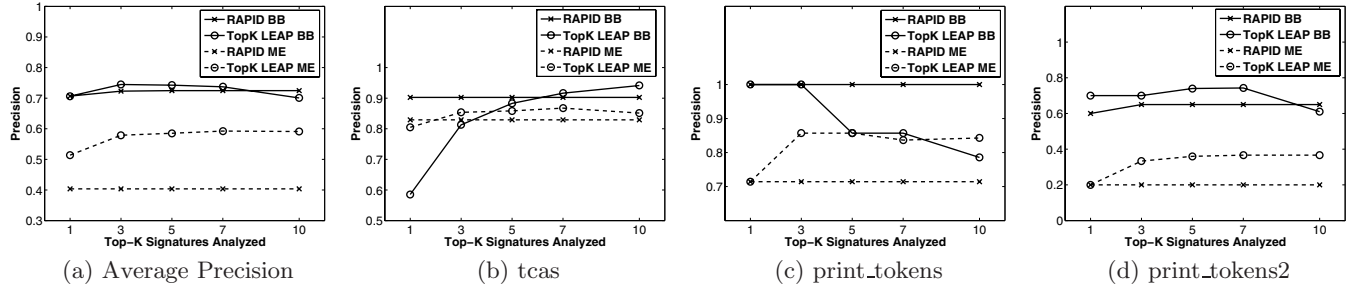 0.3
0.4
0.5
0.6
0.7
0.8
0.9
1
Precision
1 3 5 7 10
Top-K Signatures Analyzed
RAPID BB
TopK LEAP BB
RAPID ME
TopK LEAP ME
(a) Average Precision
0.5
0.6
0.7
0.8
0.9
1
Precision
1 3 5 7 10
Top-K Signatures Analyzed
RAPID BB
TopK LEAP BB
RAPID ME
TopK LEAP ME
(b) tcas
0.7
0.8
0.9
1
Precision
1 3 5 7 10
Top-K Signatures Analyzed
RAPID BB
TopK LEAP BB
RAPID ME
TopK LEAP ME
(c) print_tokens
0
0.2
0.4
0.6
0.8
1
Precision
1 3 5 7 10
Top-K Signatures Analyzed
RAPID BB
TopK LEAP BB
RAPID ME
TopK LEAP ME
(d) print_tokens2